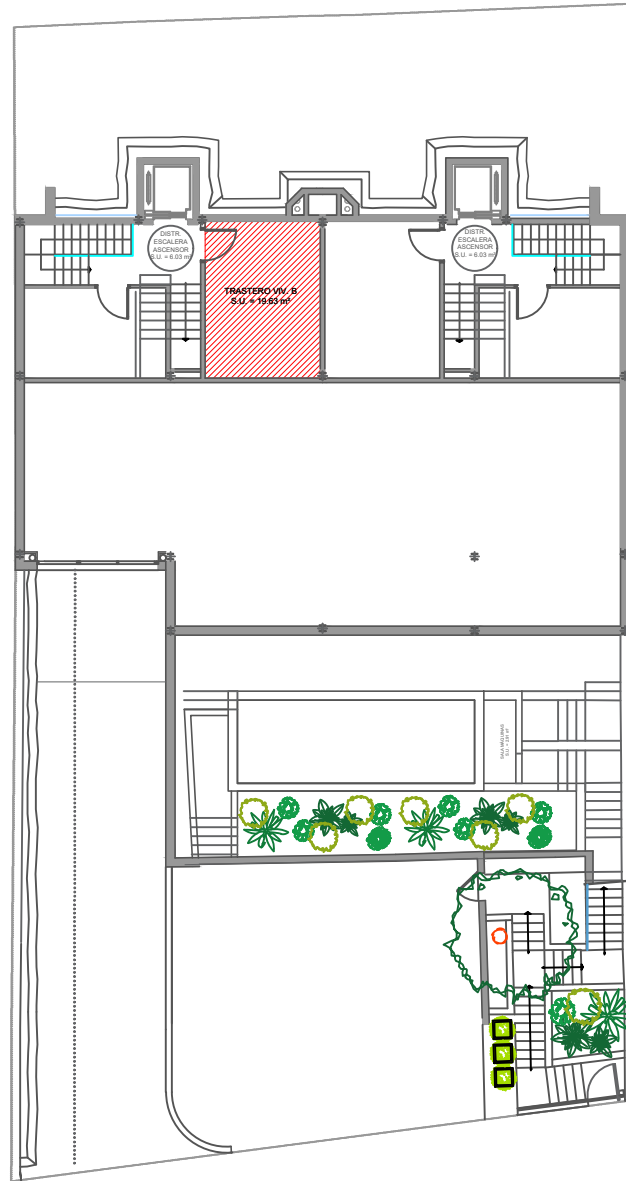 DISTR.
ESCALERA
ASCENSOR
S.U. = 6.03 m²
TRASTERO VIV. B
S.U. = 19.63 m²
DISTR.
ESCALERA
ASCENSOR
S.U. = 6.03 m²
SALA MAQUINAS